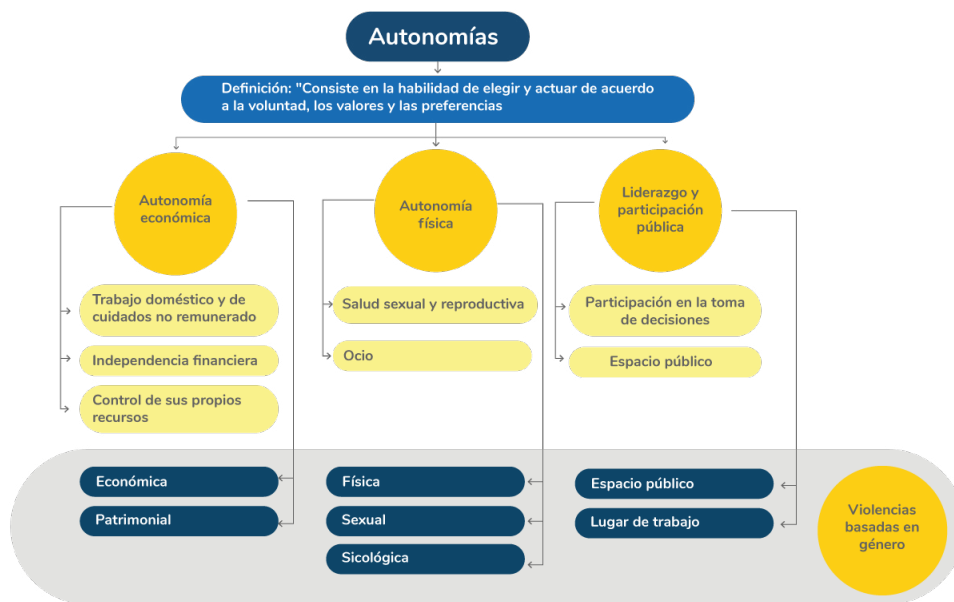 Autonomías
Definición: "Consiste en la habilidad de elegir y actuar de acuerdo
a la voluntad, los valores y las preferencias
Autonomía
económica
Trabajo doméstico y de
cuidados no remunerado
Independencia financiera
Control de sus propios
recursos
Autonomía
física
Salud sexual y reproductiva
Ocio
Liderazgo y
participación
pública
Participación en la toma
de decisiones
Espacio público
Económica
Patrimonial
Física
Sexual
Sicológica
Espacio público
Lugar de trabajo
Violencias
basadas en
género